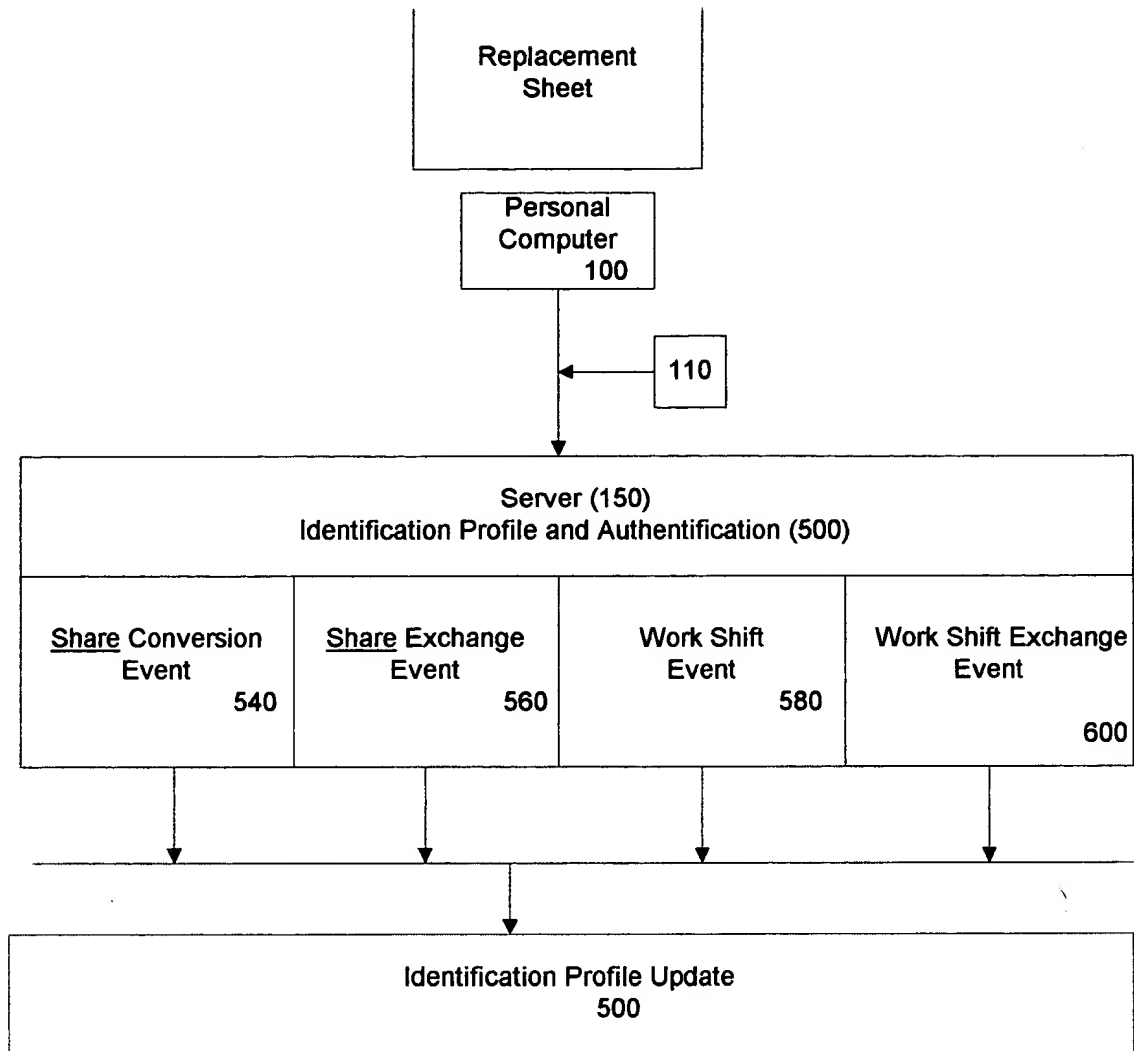 Replacement
Sheet
Personal
Computer
100
110
Server (150)
Identification Profile and Authentification (500)
Share Conversion
Event
540
Share Exchange
Event
560
Work Shift
Event
580
Work Shift Exchange
Event
600
Identification Profile Update
500